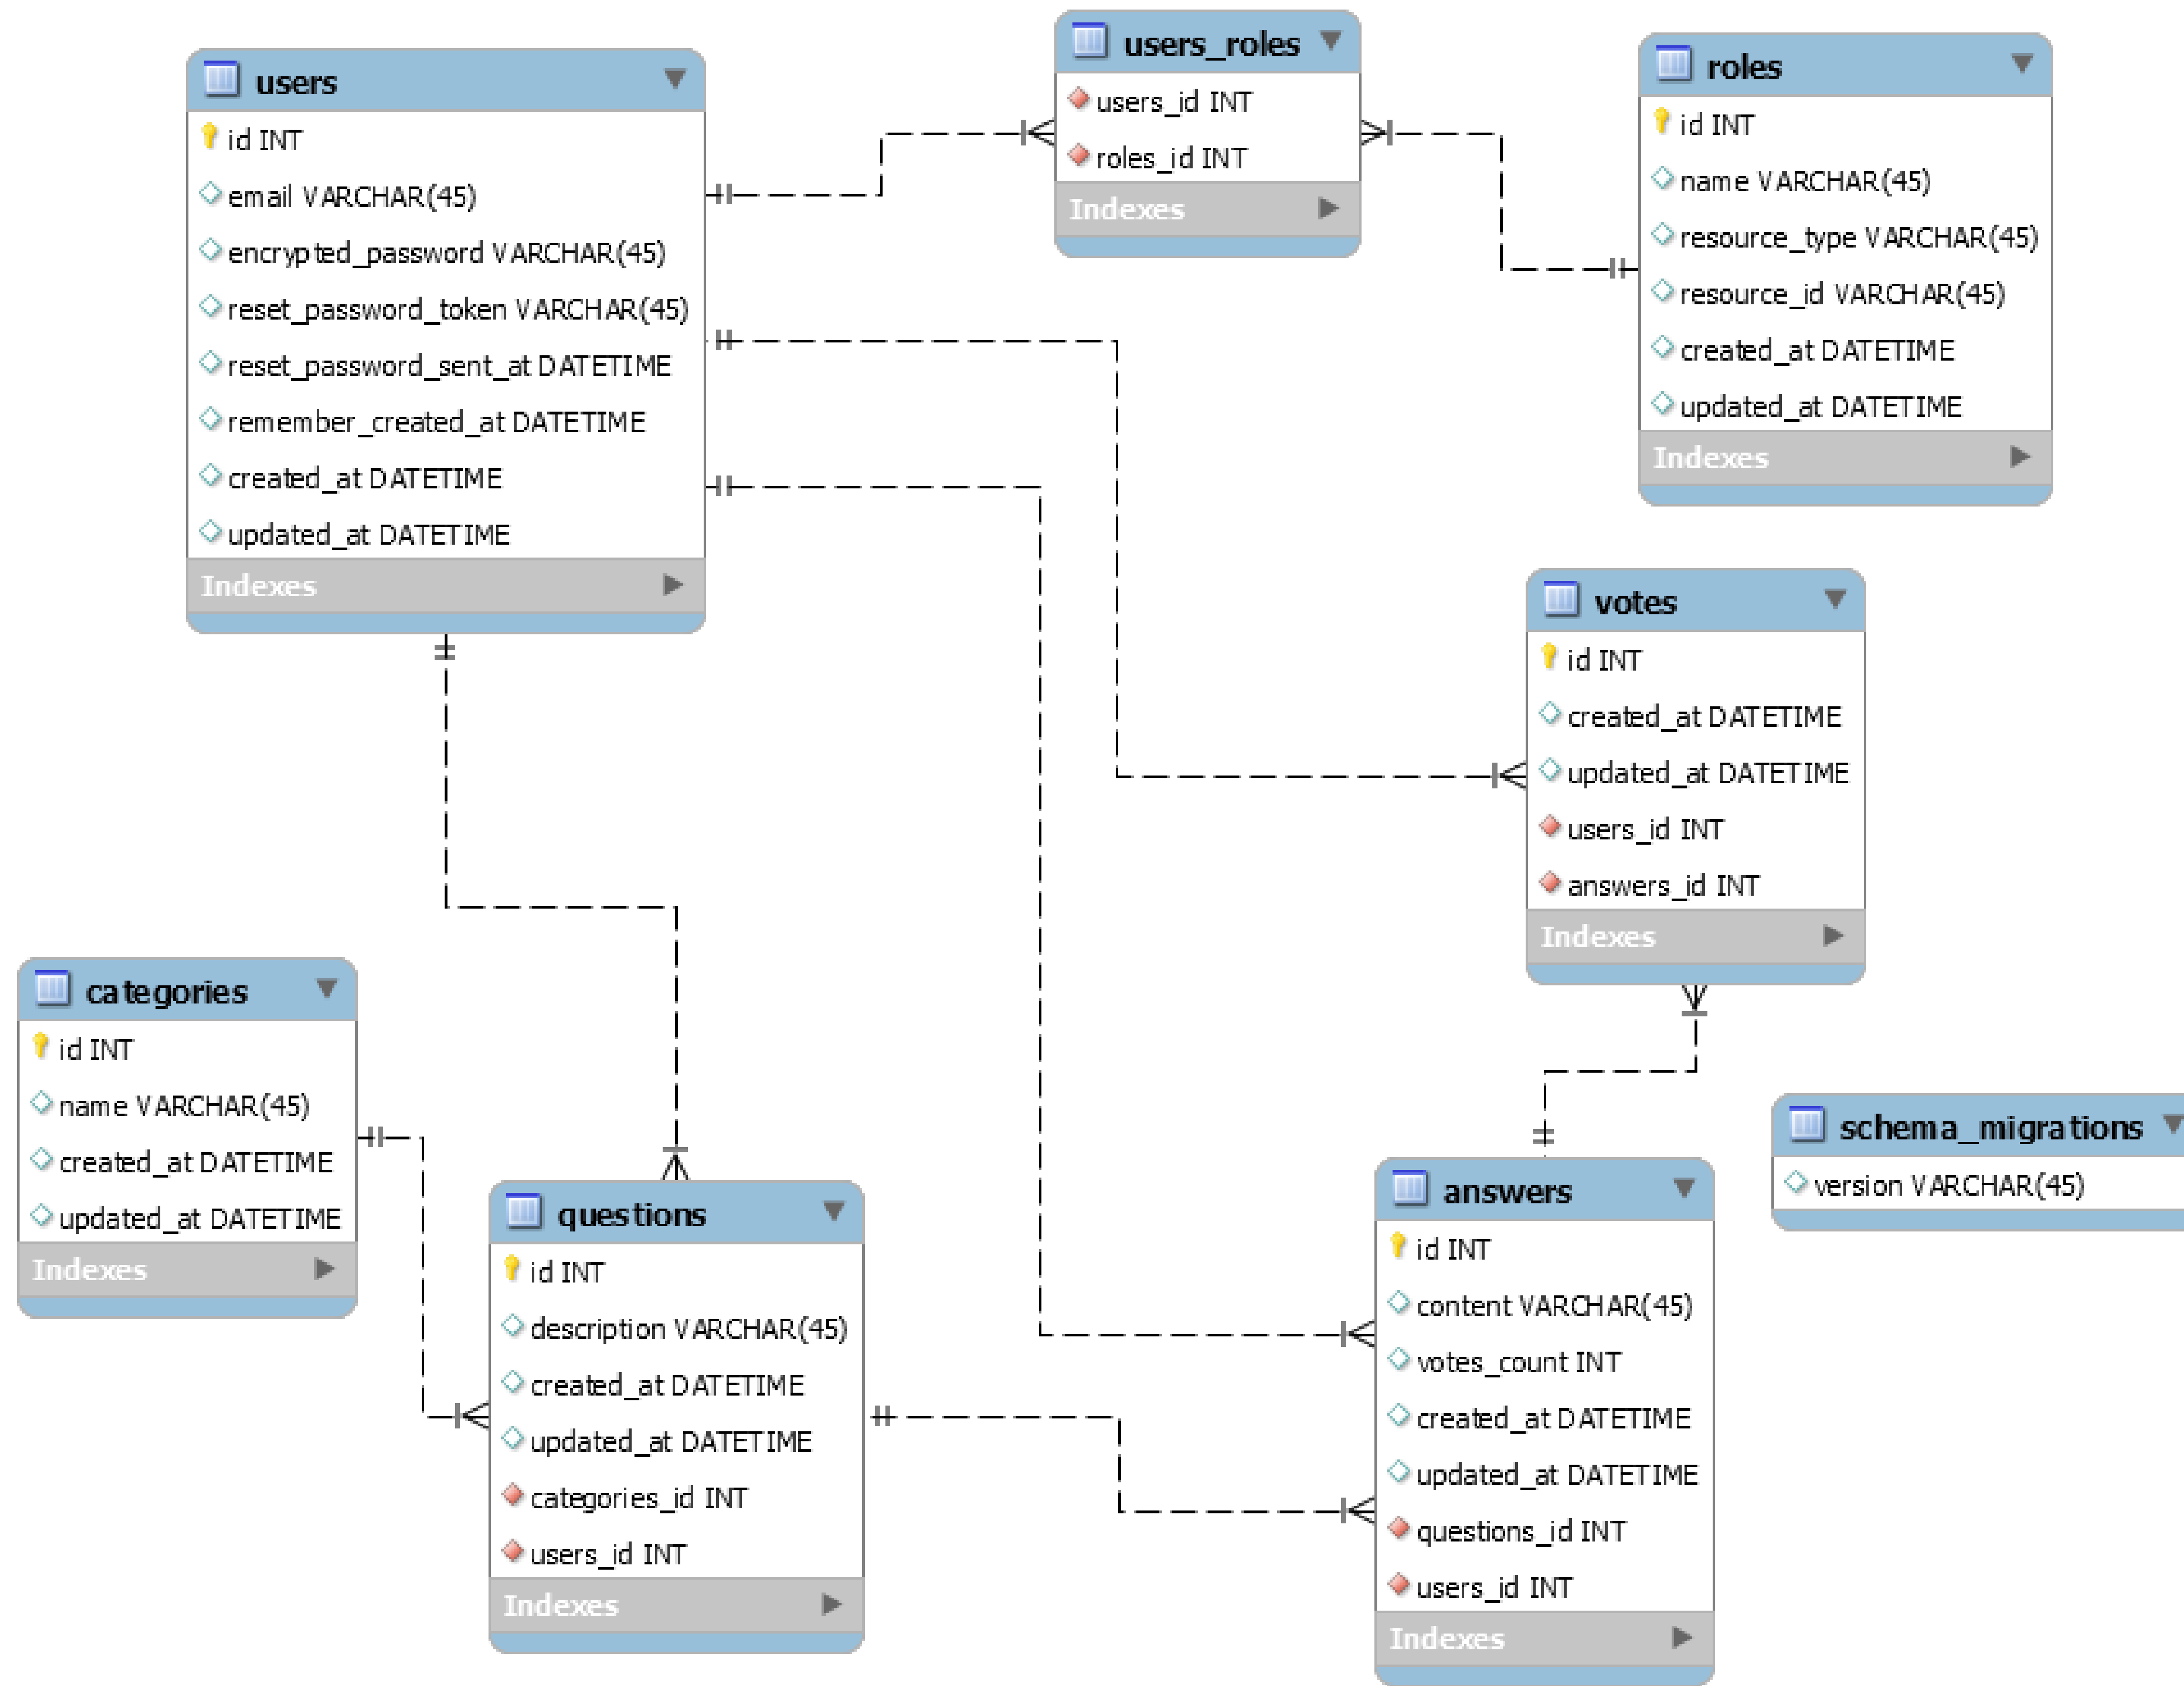 users
id INT
email VARCHAR(45)
encrypted_password VARCHAR(45)
reset_password_token VARCHAR(45)
reset_password_sent_at DATETIME
remember_created_at DATETIME
created_at DATETIME
updated_at DATETIME
Indexes
users_roles
users_id INT
roles_id INT
Indexes
roles
id INT
name VARCHAR(45)
resource_type VARCHAR(45)
resource_id VARCHAR(45)
created_at DATETIME
updated_at DATETIME
Indexes
votes
id INT
created_at DATETIME
updated_at DATETIME
users_id INT
answers_id INT
Indexes
categories
id INT
name VARCHAR(45)
created_at DATETIME
updated_at DATETIME
Indexes
questions
id INT
description VARCHAR(45)
created_at DATETIME
updated_at DATETIME
categories_id INT
users_id INT
Indexes
answers
id INT
content VARCHAR(45)
votes_count INT
created_at DATETIME
updated_at DATETIME
questions_id INT
users_id INT
Indexes
schema_migrations
version VARCHAR(45)